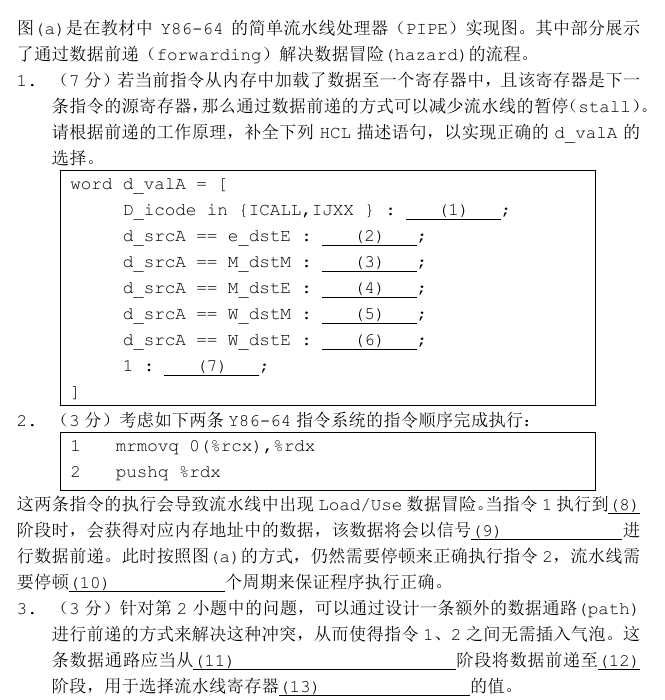 图(a)是在教材中 Y86-64 的简单流水线处理器（PIPE）实现图。其中部分展示
了通过数据前递（forwarding）解决数据冒险(hazard)的流程。
1. （7 分）若当前指令从内存中加载了数据至一个寄存器中，且该寄存器是下一
条指令的源寄存器，那么通过数据前递的方式可以减少流水线的暂停(stall)。
请根据前递的工作原理，补全下列 HCL 描述语句，以实现正确的 d_valA 的
选择。
word d_valA = [
D_icode in {ICALL,IJXX } : (1) ;
d_srcA == e_dstE : (2) ;
d_srcA == M_dstM : (3) ;
d_srcA == M_dstE : (4) ;
d_srcA == W_dstM : (5) ;
d_srcA == W_dstE : (6) ;
1 : (7) ;
]
2. （3 分）考虑如下两条 Y86-64 指令系统的指令顺序完成执行：
1 mrmovq 0(%rcx),%rdx
2 pushq %rdx
这两条指令的执行会导致流水线中出现 Load/Use 数据冒险。当指令 1 执行到(8)
阶段时，会获得对应内存地址中的数据，该数据将会以信号(9) 进
行数据前递。此时按照图(a)的方式，仍然需要停顿来正确执行指令 2，流水线需
要停顿(10) 个周期来保证程序执行正确。
3. （3 分）针对第 2 小题中的问题，可以通过设计一条额外的数据通路(path)
进行前递的方式来解决这种冲突，从而使得指令 1、2 之间无需插入气泡。这
条数据通路应当从(11) 阶段将数据前递至(12)
阶段，用于选择流水线寄存器(13) 的值。